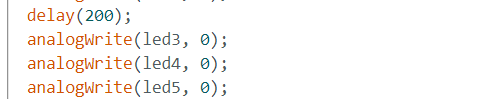 delay(200);
analogWrite(led3, 0);
analogWrite(led4, 0);
analogWrite(led5, 0);